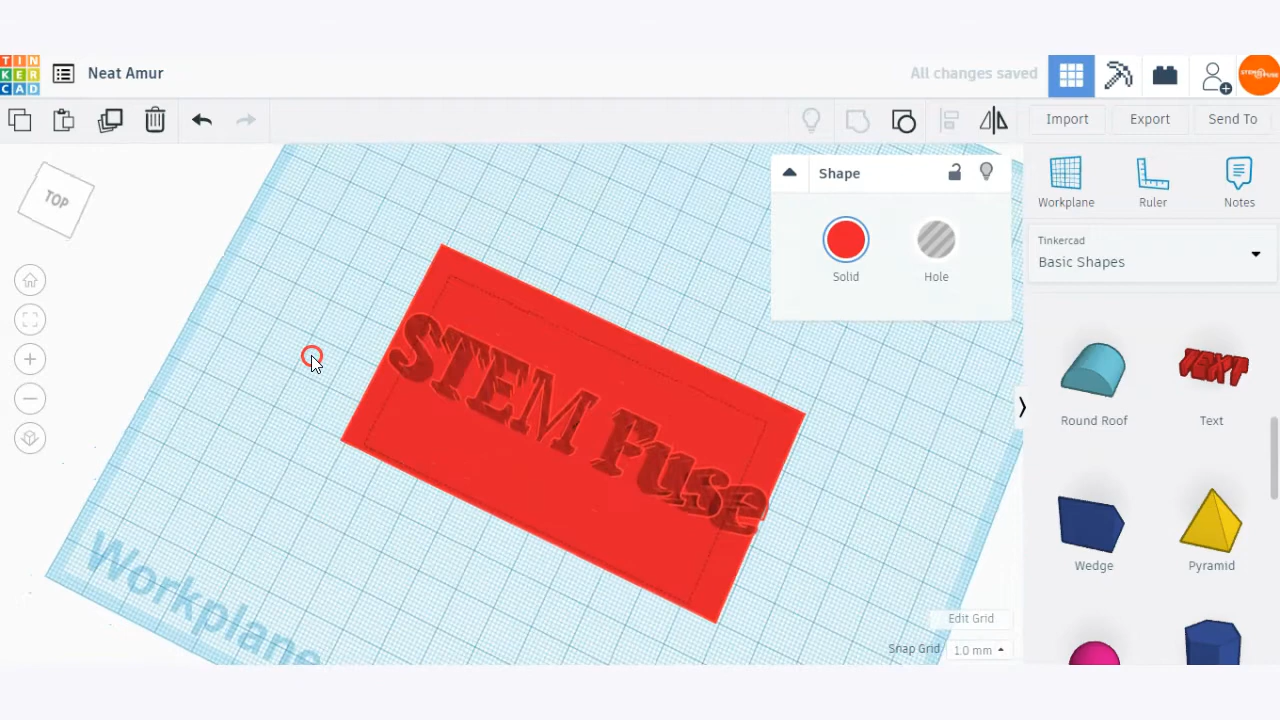 TIN
KER
CAD
Neat Amur
All changes saved
STEM FUSE
Import
Export
Send To
TOP
Shape
Solid
Hole
Workplane
Ruler
Notes
Tinkercad
Basic Shapes
STEM Fuse
TEXT
Round Roof
Text
Wedge
Pyramid
Workplane
Edit Grid
Snap Grid
1.0 mm